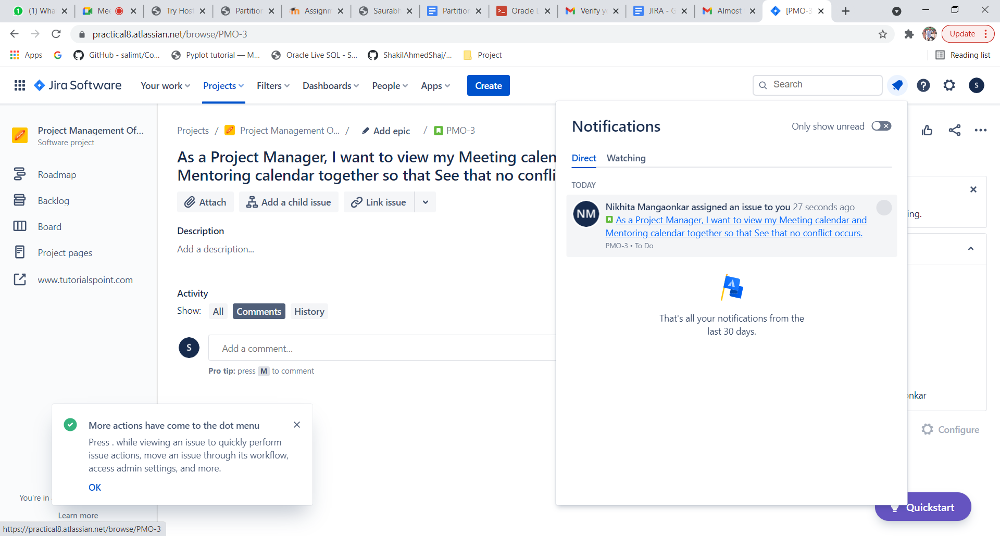 (1) Wha
Mee
Try Host
Partition
Assignm
Saurabh
Partition
Oracle L
Verify yo
JIRA - G
Almost
[PMO-3
practical8.atlassian.net/browse/PMO-3
Update
Apps
GitHub - salimt/Co...
Pyplot tutorial — M...
Oracle Live SQL - S...
ShakilAhmedShaj/...
Project
Reading list
Jira Software
Your work
Projects
Filters
Dashboards
People
Apps
Create
Search
S
Project Management Of...
Software project
Roadmap
Backlog
Board
Project pages
www.tutorialspoint.com
Projects / Project Management O... / Add epic / PMO-3
As a Project Manager, I want to view my Meeting calen
Mentoring calendar together so that See that no confli
Attach
Add a child issue
Link issue
Description
Add a description...
Activity
Show: All Comments History
S
Add a comment...
Pro tip: press M to comment
Notifications
Only show unread
Direct
Watching
TODAY
NM
Nikhita Mangaonkar assigned an issue to you 27 seconds ago
As a Project Manager, I want to view my Meeting calendar and
Mentoring calendar together so that See that no conflict occurs.
PMO-3 • To Do
That's all your notifications from the
last 30 days.
ing.
onkar
Configure
Quickstart
More actions have come to the dot menu
Press . while viewing an issue to quickly perform
issue actions, move an issue through its workflow,
access admin settings, and more.
OK
You're in
Learn more
https://practical8.atlassian.net/browse/PMO-3